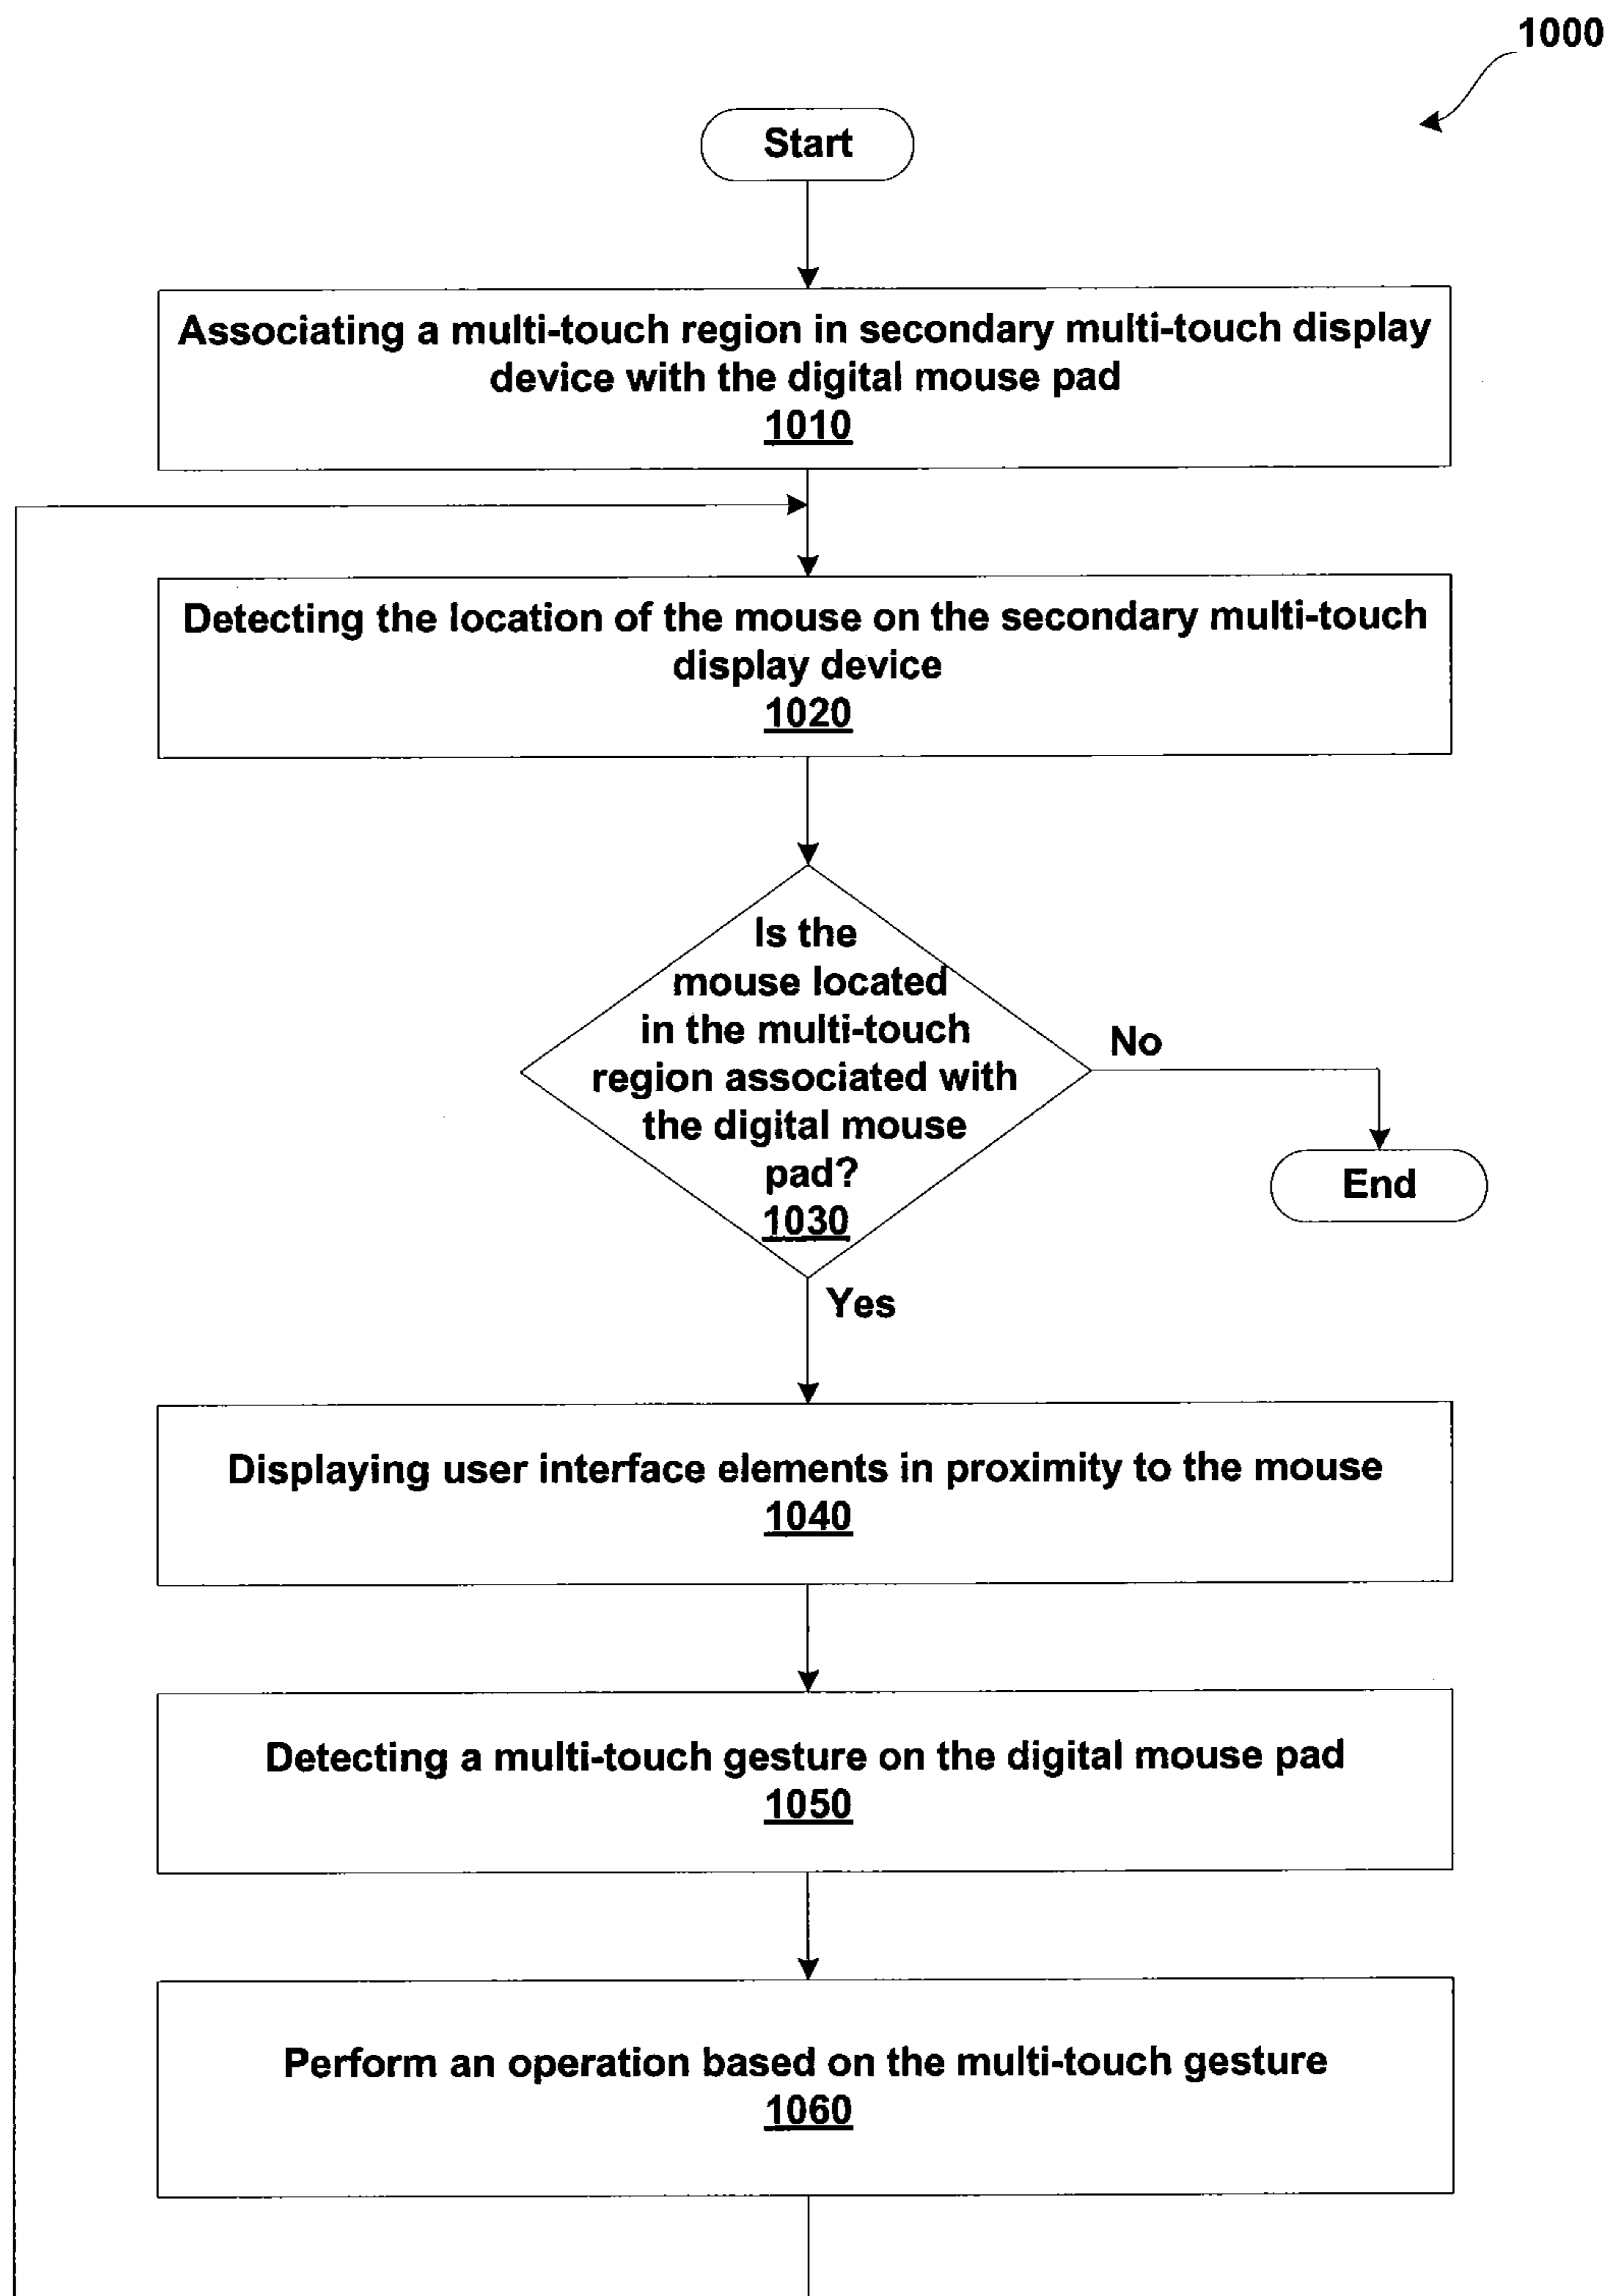 1000
Start
Associating a multi-touch region in secondary multi-touch display
device with the digital mouse pad
1010
Detecting the location of the mouse on the secondary multi-touch
display device
1020
Is the
mouse located
in the multi-touch
region associated with
the digital mouse
pad?
1030
No
End
Yes
Displaying user interface elements in proximity to the mouse
1040
Detecting a multi-touch gesture on the digital mouse pad
1050
Perform an operation based on the multi-touch gesture
1060